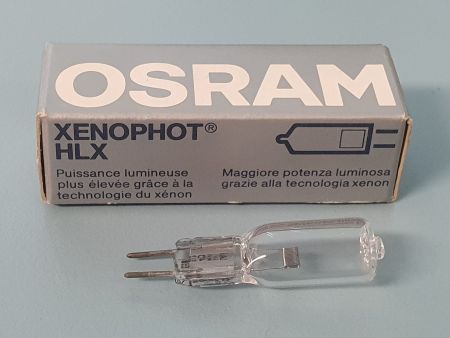 OSRAM
XENOPHOT®
HLX
Puissance lumineuse
plus élevée grâce à la
technologie du xénon
Maggiore potenza luminosa
grazie alla tecnologia xenon